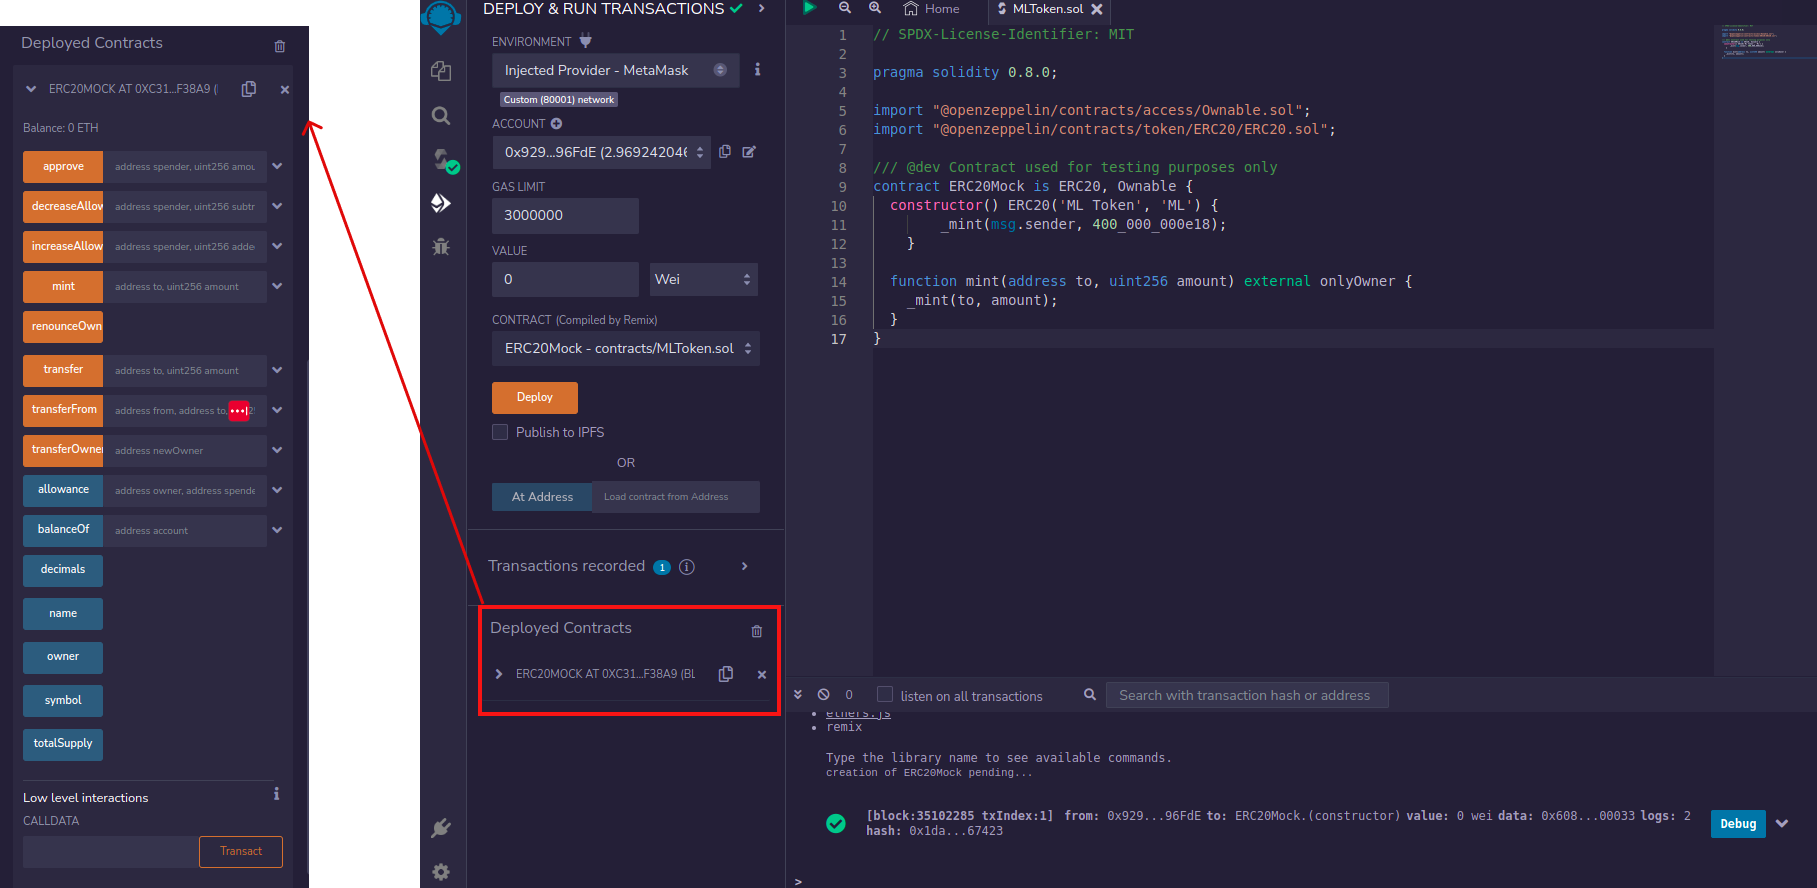 Deployed Contracts
ERC20MOCK AT 0XC31...F38A9 (
Balance: 0 ETH
approve address spender, uint256 amou
decreaseAllow address spender, uint256 subtr
increaseAllow address spender, uint256 adde
mint address to, uint256 amount
renounceOwn
transfer address to, uint256 amount
transferFrom address from, address to,
transferOwner address newOwner
allowance address owner, address spende
balanceOf address account
decimals
name
owner
symbol
totalSupply
Low level interactions
CALLDATA
Transact
DEPLOY & RUN TRANSACTIONS
ENVIRONMENT
Injected Provider - MetaMask
Custom (80001) network
ACCOUNT
0x929...96FdE (2.969242046
GAS LIMIT
3000000
VALUE
0 Wei
CONTRACT (Compiled by Remix)
ERC20Mock - contracts/MLToken.sol
Deploy
Publish to IPFS
OR
At Address Load contract from Address
Transactions recorded 1
Deployed Contracts
ERC20MOCK AT 0XC31...F38A9 (BL
Home MLToken.sol
1 // SPDX-License-Identifier: MIT
2
3 pragma solidity 0.8.0;
4
5 import "@openzeppelin/contracts/access/Ownable.sol";
6 import "@openzeppelin/contracts/token/ERC20/ERC20.sol";
7
8 /// @dev Contract used for testing purposes only
9 contract ERC20Mock is ERC20, Ownable {
10 constructor() ERC20('ML Token', 'ML') {
11 _mint(msg.sender, 400_000_000e18);
12 }
13
14 function mint(address to, uint256 amount) external onlyOwner {
15 _mint(to, amount);
16 }
17 }
0 listen on all transactions Search with transaction hash or address
ethers.js
remix
Type the library name to see available commands.
creation of ERC20Mock pending...
[block:35102285 txIndex:1] from: 0x929...96FdE to: ERC20Mock.(constructor) value: 0 wei data: 0x608...00033 logs: 2
hash: 0x1da...67423
Debug
>